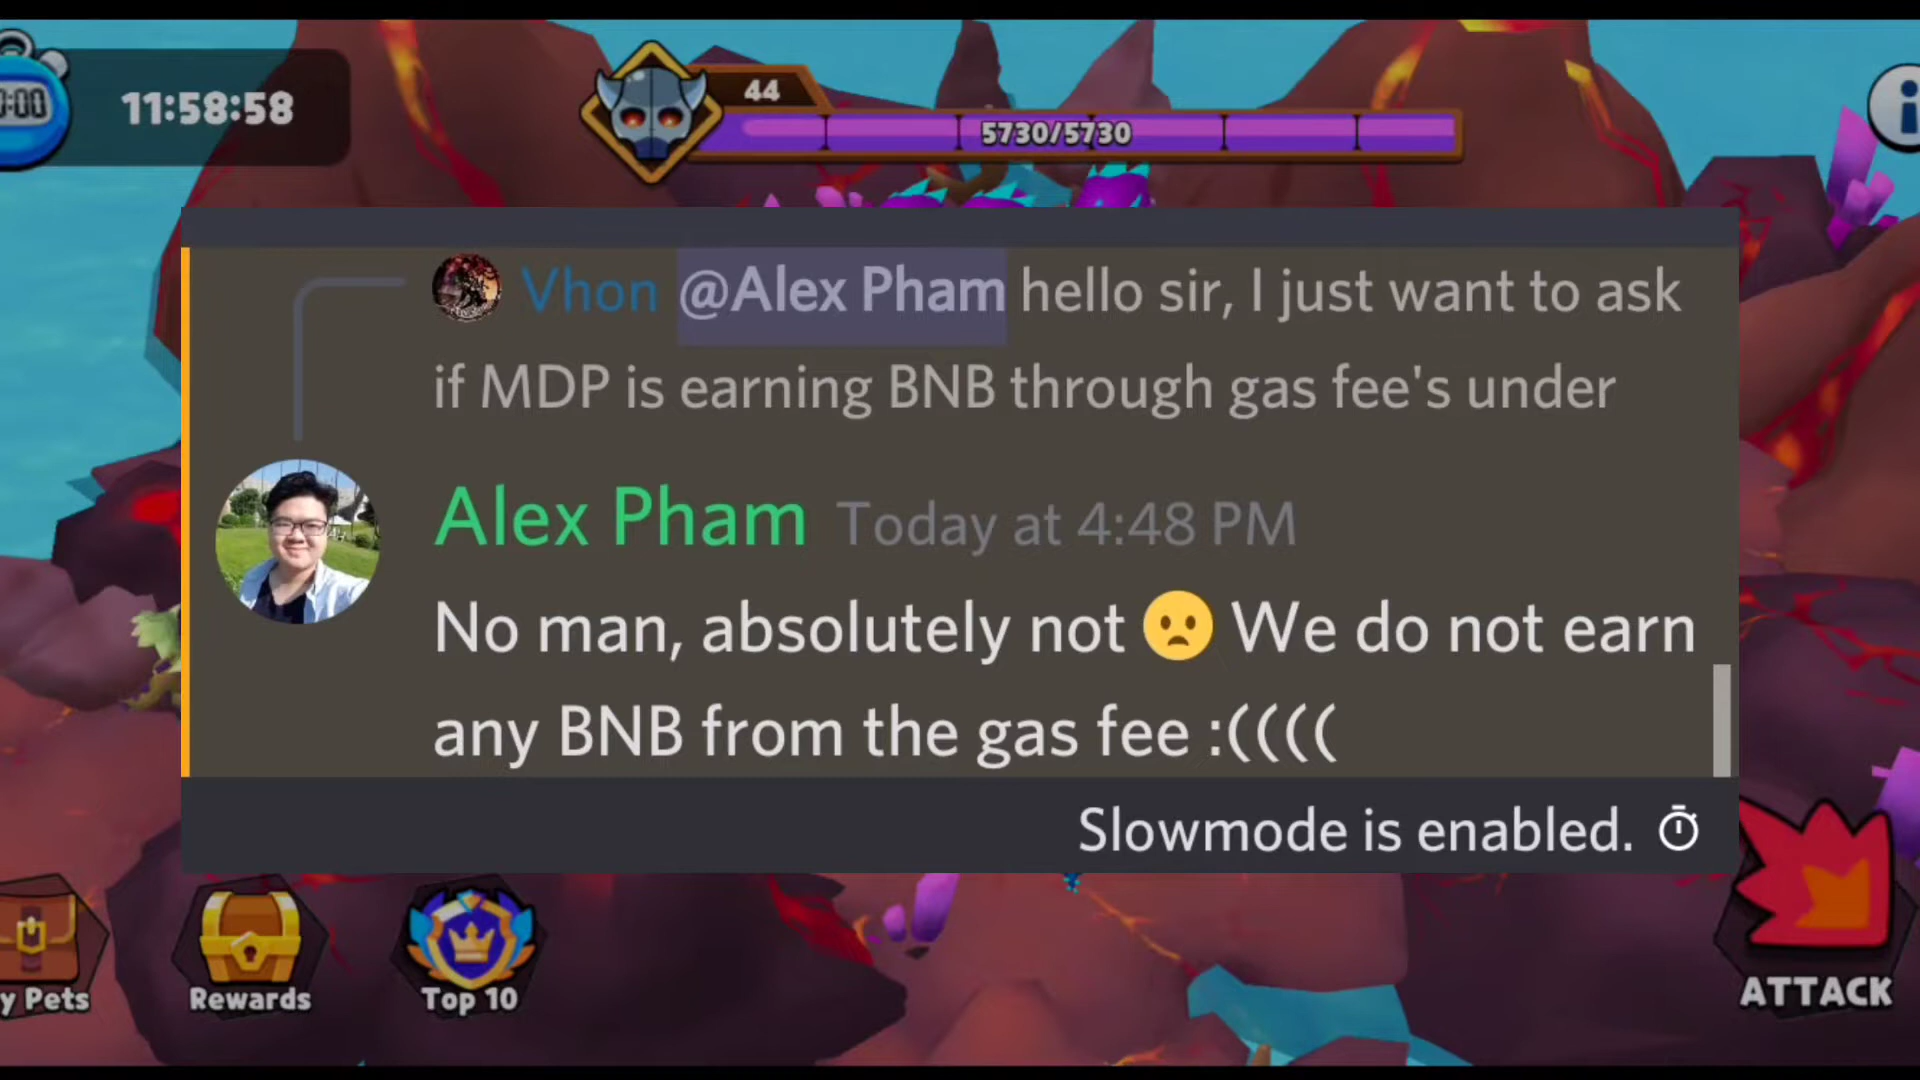 11:58:58
44
5730/5730
Vhon @Alex Pham hello sir, I just want to ask
if MDP is earning BNB through gas fee's under
Alex Pham Today at 4:48 PM
No man, absolutely not 🙁 We do not earn
any BNB from the gas fee :((((
Slowmode is enabled.
y Pets
Rewards
Top 10
ATTACK